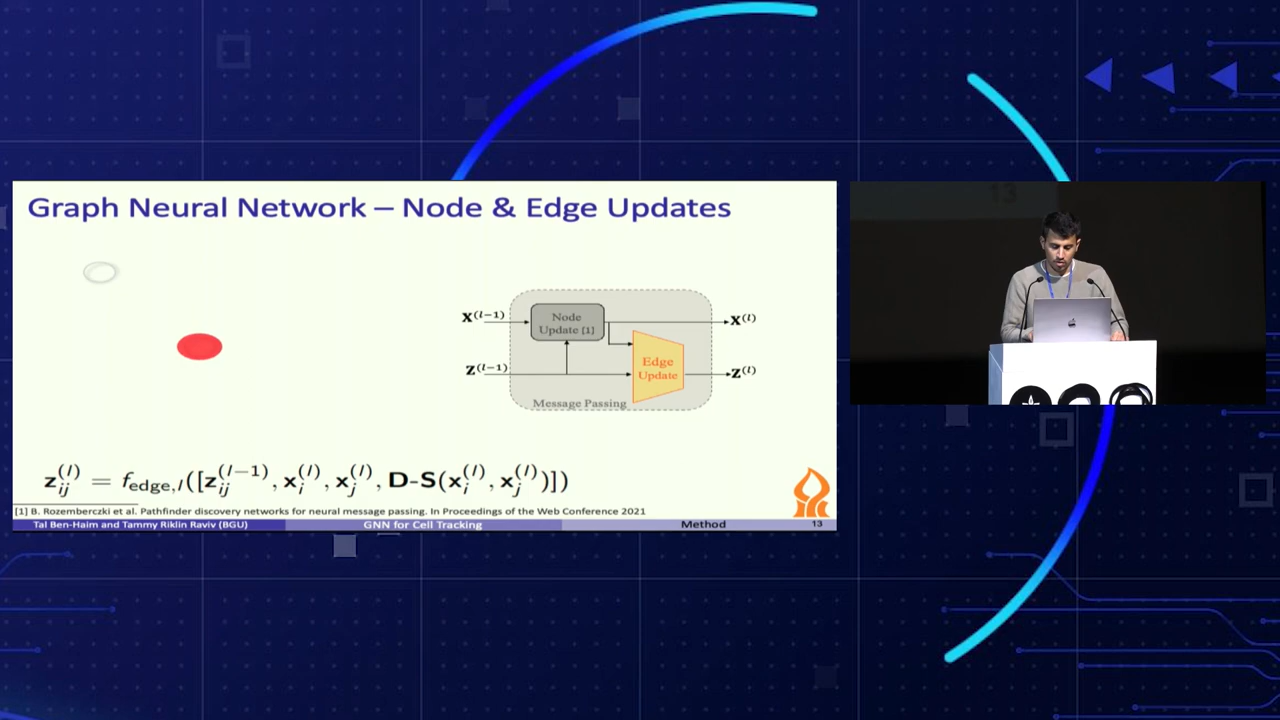 Graph Neural Network – Node & Edge Updates
x^(l−1)
Node
Update [1]
x^(l)
z^(l−1)
Edge
Update
z^(l)
Message Passing
z_ij^(l) = f_edge,l([z_ij^(l−1), x_i^(l), x_j^(l), D-S(x_i^(l), x_j^(l))])
[1] B. Rozemberczki et al. Pathfinder discovery networks for neural message passing. In Proceedings of the Web Conference 2021
Tal Ben-Haim and Tammy Riklin Raviv (BGU) GNN for Cell Tracking Method 13
13